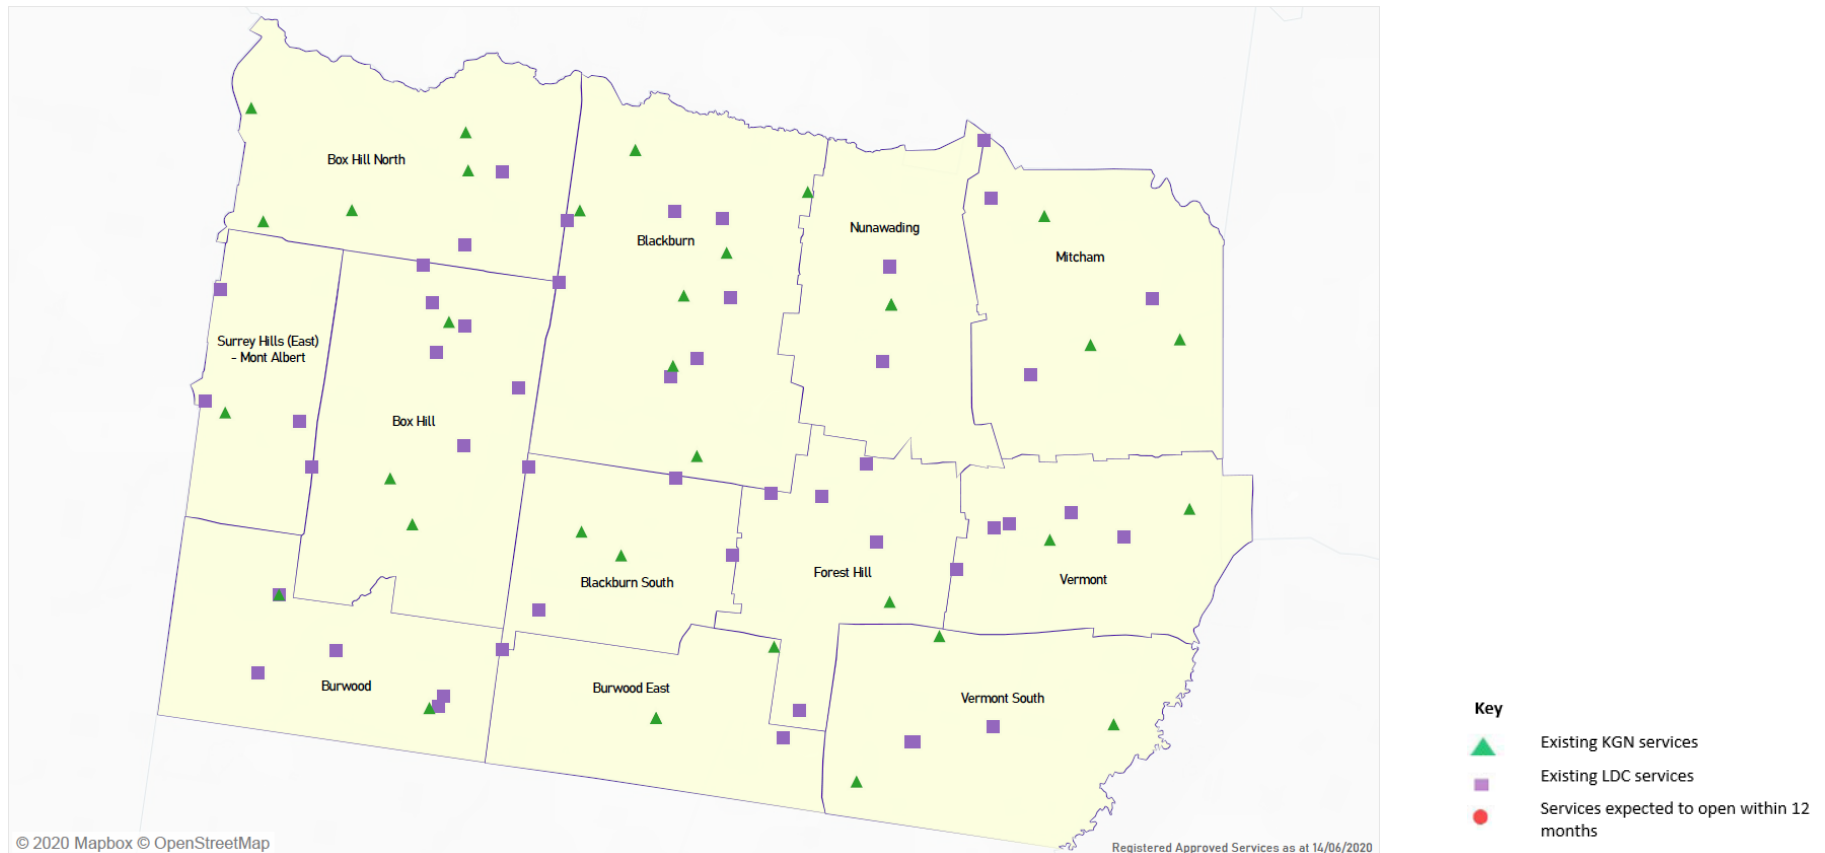 Box Hill North
Nunawading
Blackburn
Mitcham
Surrey Hills (East)
- Mont Albert
Box Hill
Forest Hill
Blackburn South
Vermont
Burwood
Burwood East
Vermont South
© 2020 Mapbox © OpenStreetMap
Registered Approved Services as at 14/06/2020
Key
Existing KGN services
Existing LDC services
Services expected to open within 12
months